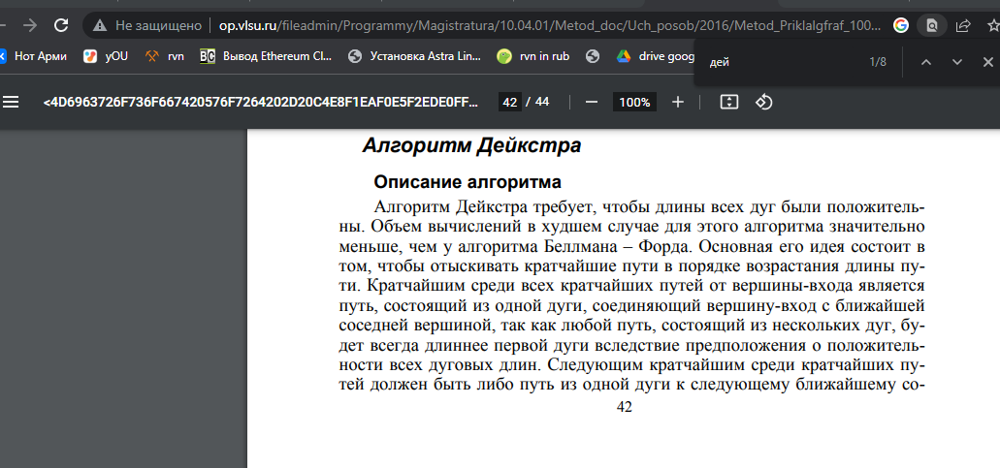 Не защищено
op.vlsu.ru/fileadmin/Programmy/Magistratura/10.04.01/Metod_doc/Uch_posob/2016/Metod_Priklalgfraf_100...
Нот Арми
yOU
rvn
Вывод Ethereum Cl...
Установка Astra Lin...
rvn in rub
drive goog
дей
1/8
<4D6963726F736F667420576F7264202D20C4E8F1EAF0E5F2EDE0FF...
42 / 44
100%
Алгоритм Дейкстра
Описание алгоритма
Алгоритм Дейкстра требует, чтобы длины всех дуг были положитель-
ны. Объем вычислений в худшем случае для этого алгоритма значительно
меньше, чем у алгоритма Беллмана – Форда. Основная его идея состоит в
том, чтобы отыскивать кратчайшие пути в порядке возрастания длины пу-
ти. Кратчайшим среди всех кратчайших путей от вершины-входа является
путь, состоящий из одной дуги, соединяющий вершину-вход с ближайшей
соседней вершиной, так как любой путь, состоящий из нескольких дуг, бу-
дет всегда длиннее первой дуги вследствие предположения о положитель-
ности всех дуговых длин. Следующим кратчайшим среди кратчайших пу-
тей должен быть либо путь из одной дуги к следующему ближайшему со-
42